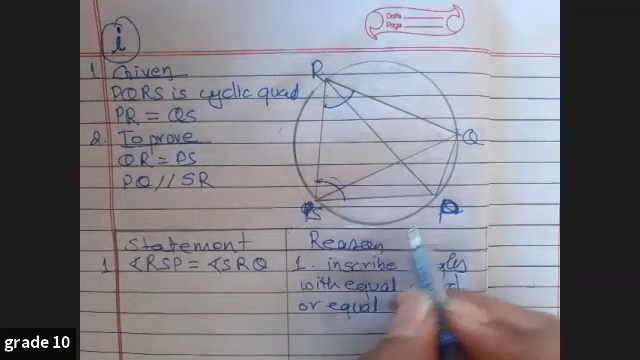 i
Date
Page
1 Given
PQRS is cyclic quad
PR = QS
2. To prove
QR = PS
PQ // SR
R
Q
S
P
Statement
Reason
1 ∢RSP = ∢SRQ
1. inscribe
with equal
or equal
grade 10